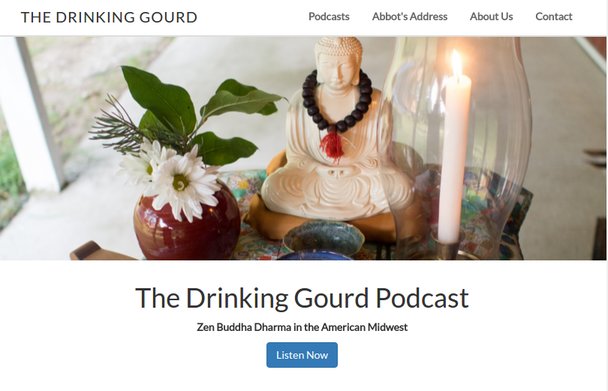 THE DRINKING GOURD
Podcasts Abbot's Address About Us Contact
The Drinking Gourd Podcast
Zen Buddha Dharma in the American Midwest
Listen Now